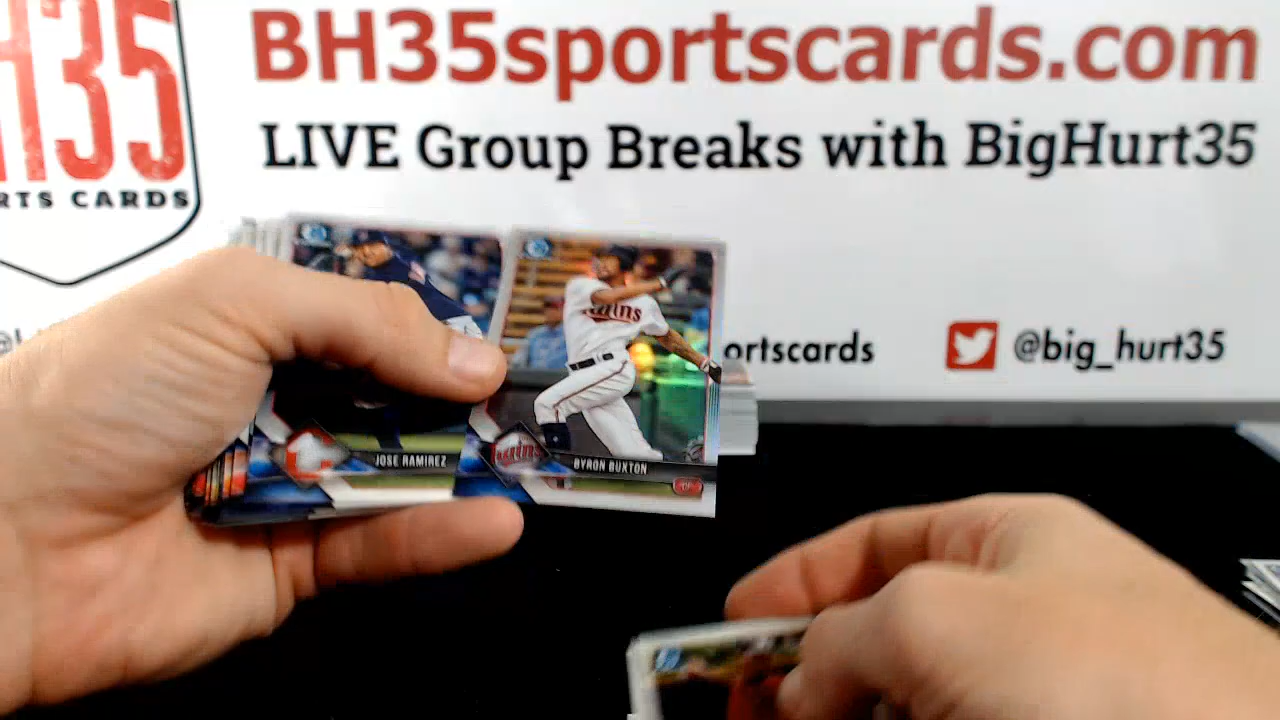 H35
RTS CARDS
BH35sportscards.com
LIVE Group Breaks with BigHurt35
ortscards
@big_hurt35
JOSE RAMIREZ
Twins
BYRON BUXTON